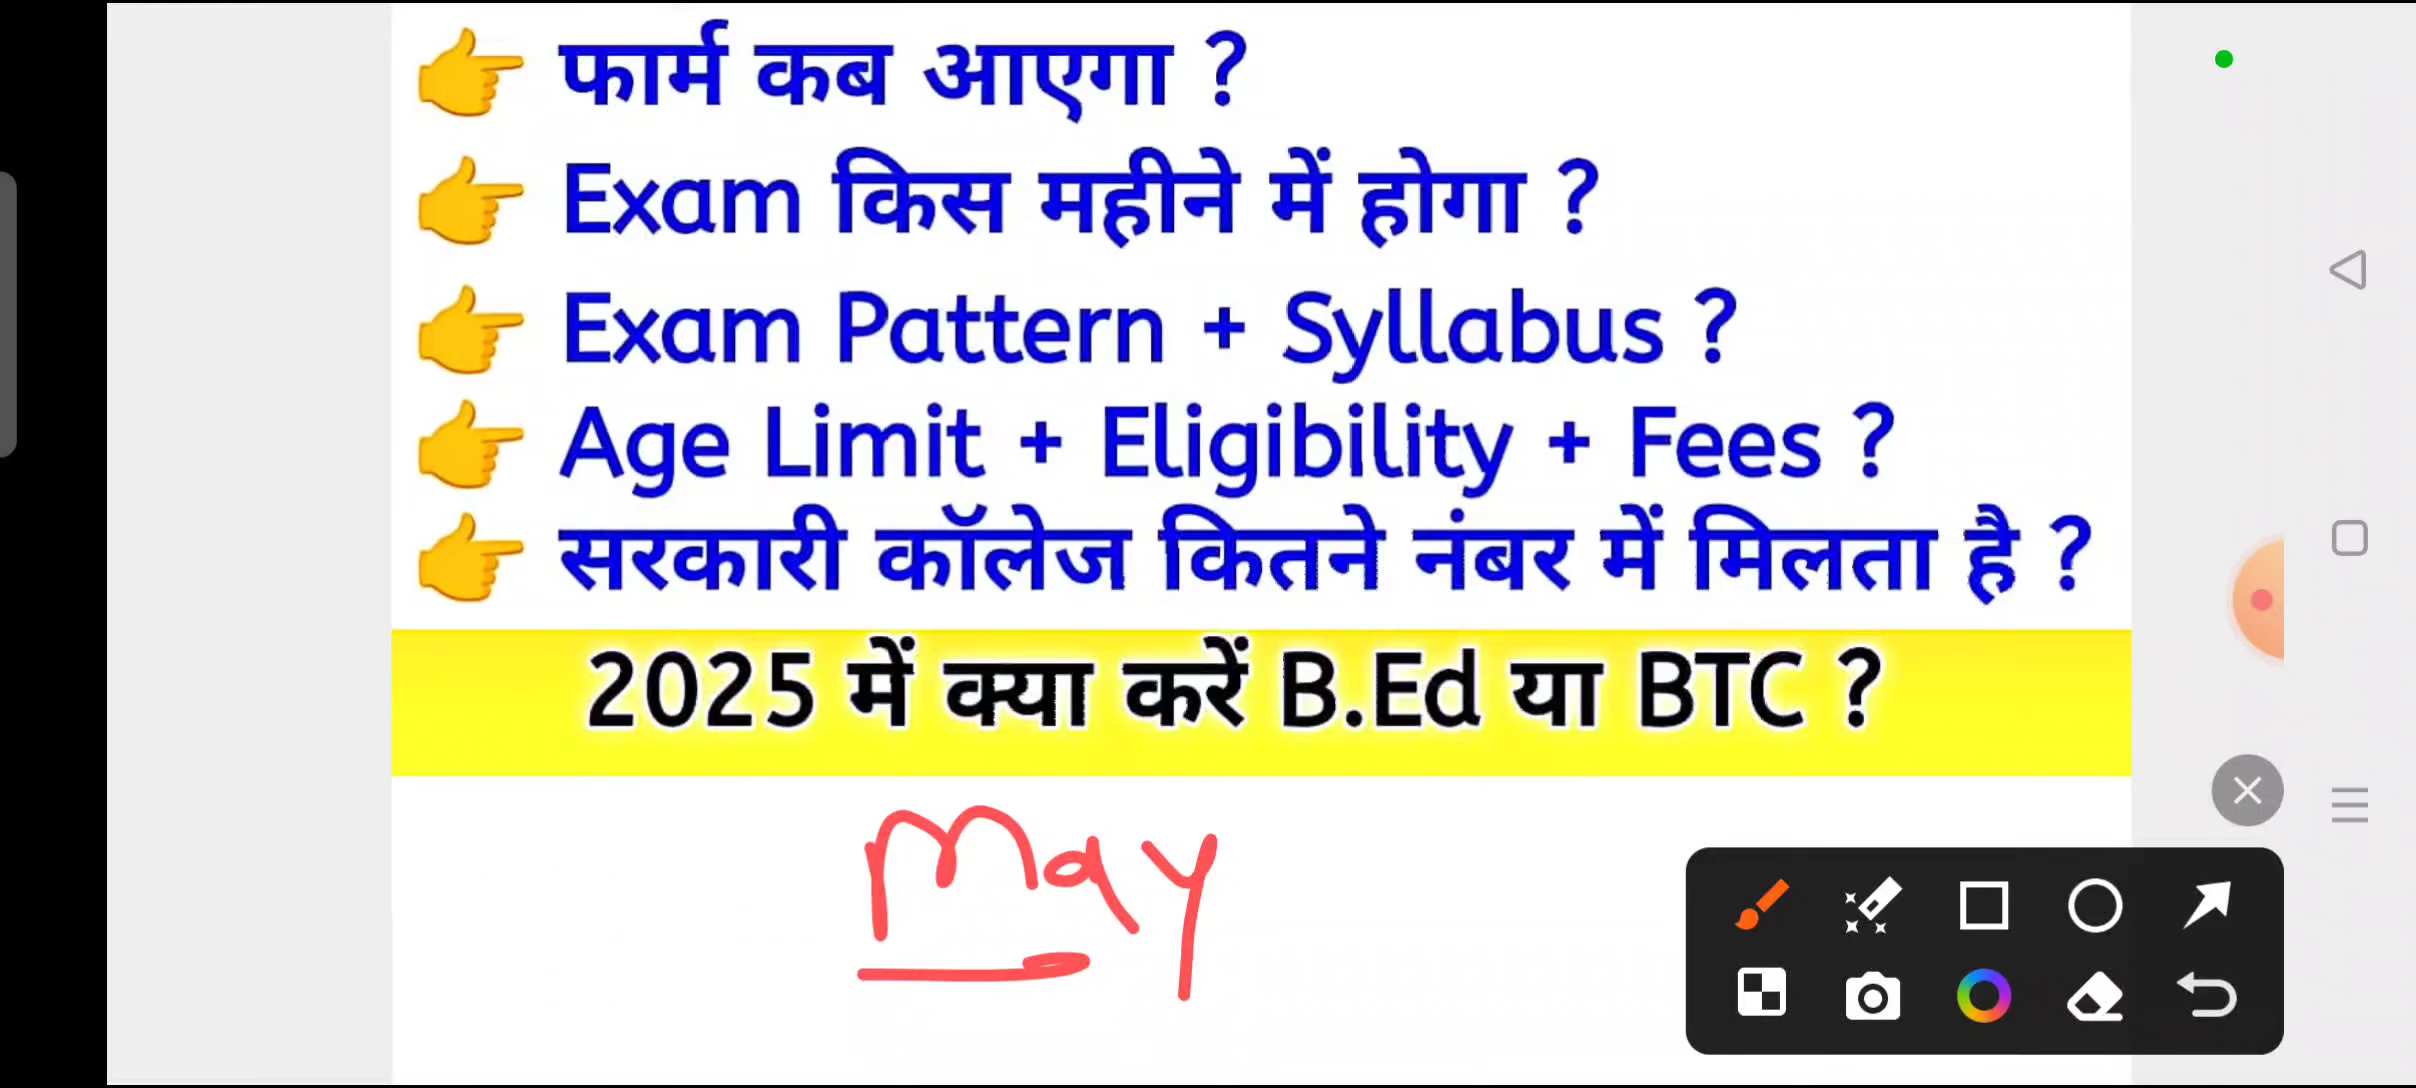 👉 फार्म कब आएगा ?
👉 Exam किस महीने में होगा ?
👉 Exam Pattern + Syllabus ?
👉 Age Limit + Eligibility + Fees ?
👉 सरकारी कॉलेज कितने नंबर में मिलता है ?
2025 में क्या करें B.Ed या BTC ?
May